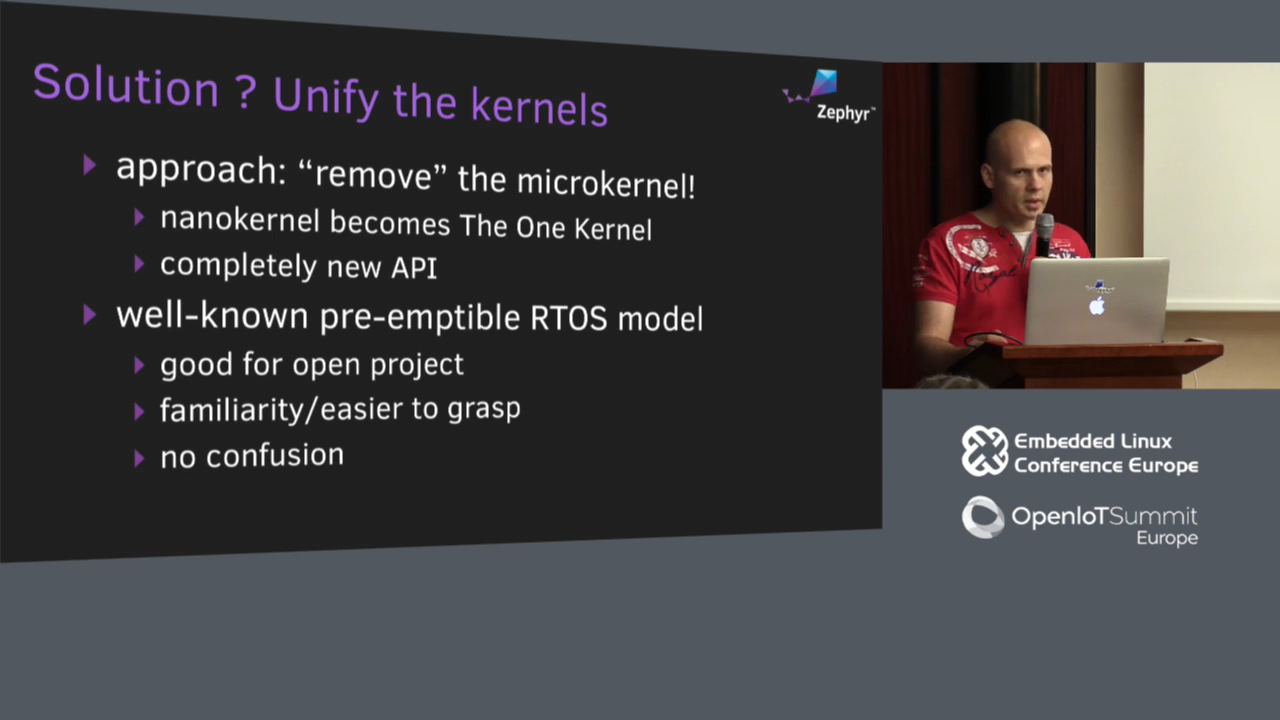 Solution ? Unify the kernels
Zephyr™
approach: “remove” the microkernel!
nanokernel becomes The One Kernel
completely new API
well-known pre-emptible RTOS model
good for open project
familiarity/easier to grasp
no confusion
Embedded Linux
Conference Europe
OpenIoTSummit
Europe